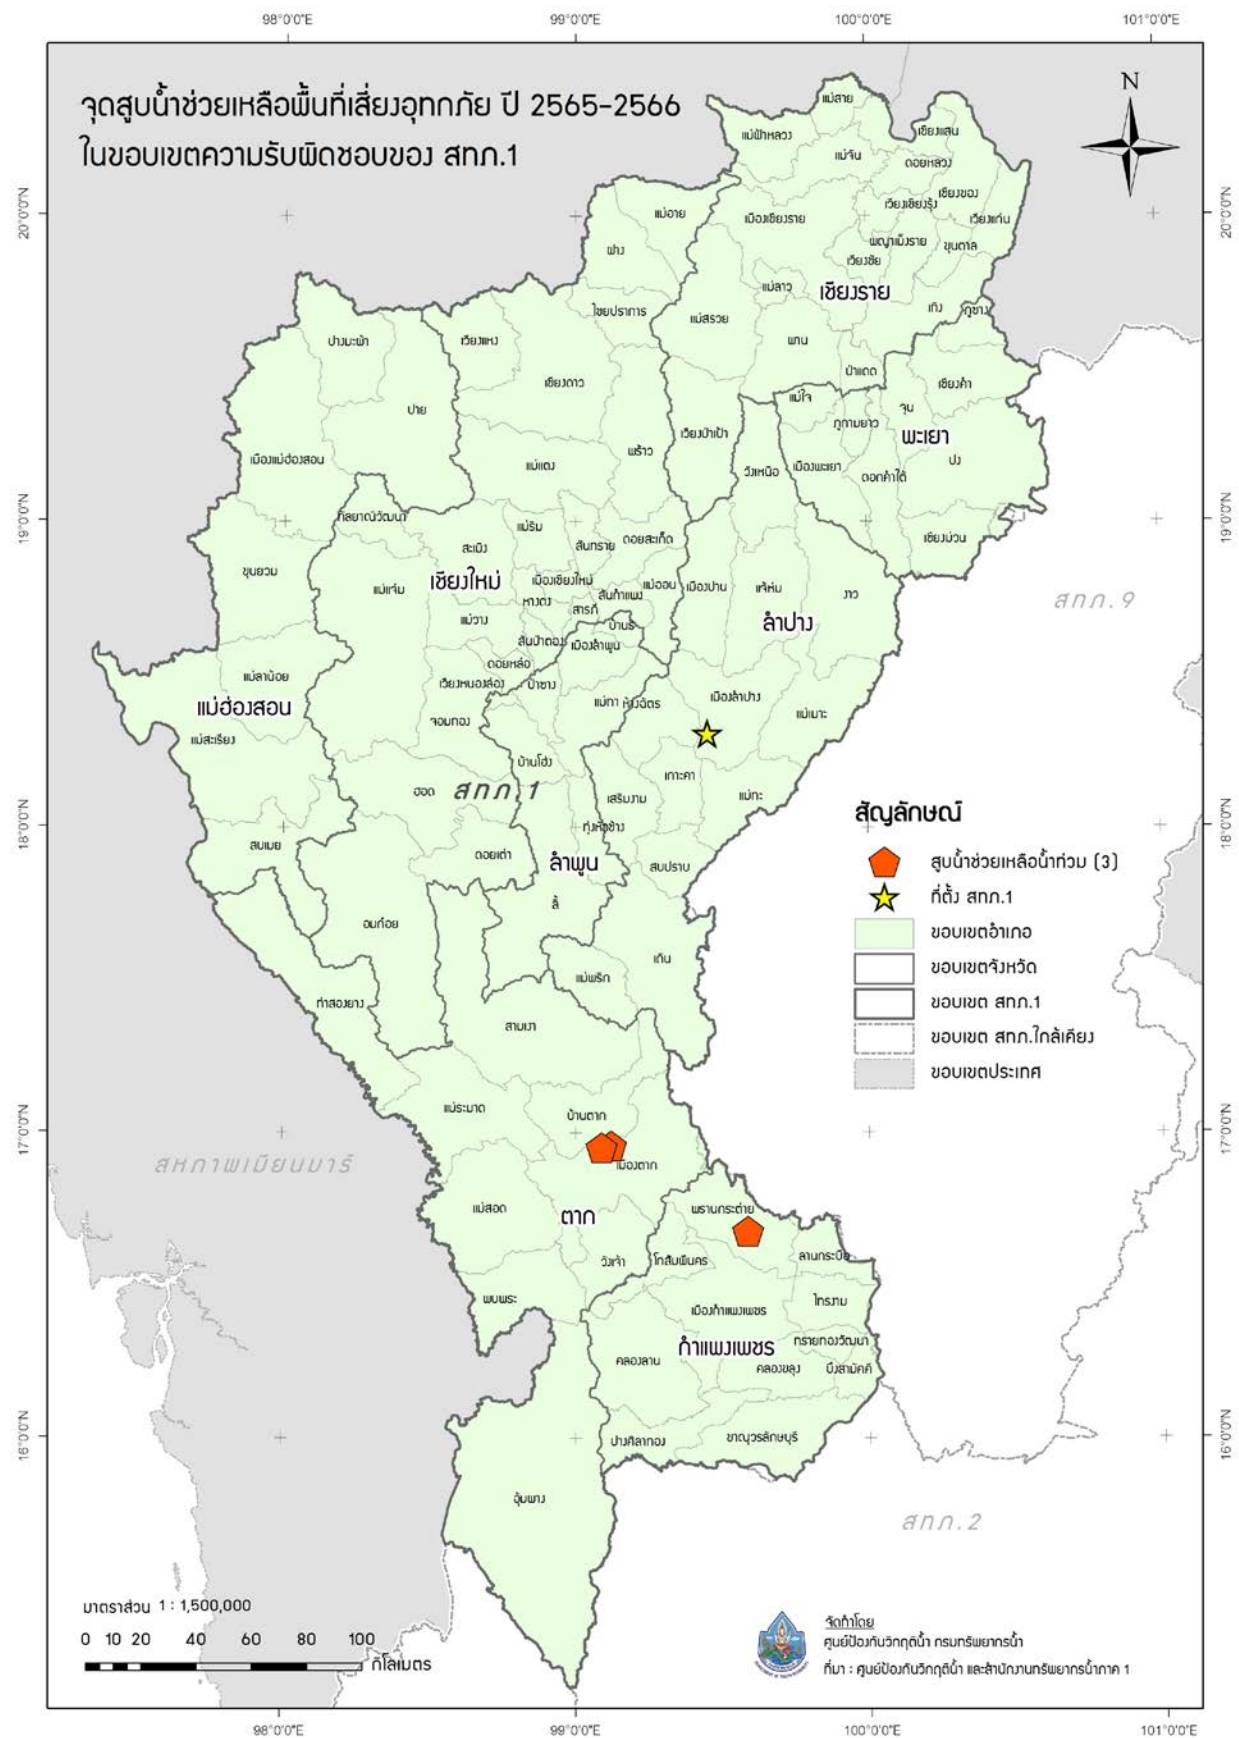 98°0'0"E
99°0'0"E
100°0'0"E
101°0'0"E
จุดสูบน้ำช่วยเหลือพื้นที่เสี่ยงอุทกภัย ปี 2565-2566
ในขอบเขตความรับผิดชอบของ สทภ.1
N
แม่สาย
เชียงแสน
แม่ฟ้าหลวง
แม่จัน
ดอยหลวง
เชียงของ
เวียงเชียงรุ้ง
เวียงแก่น
20°0'0"N
20°0'0"N
แม่อาย
เมืองเชียงราย
พญาเม็งราย
ขุนตาล
ฝาง
เวียงชัย
แม่ลาว
เชียงราย
ไชยปราการ
แม่สรวย
เทิง
ภูซาง
ปางมะผ้า
เวียงแหง
พาน
ป่าแดด
เชียงดาว
เชียงคำ
แม่ใจ
จุน
ปาย
ภูกามยาว
เวียงป่าเป้า
พะเยา
พร้าว
เมืองแม่ฮ่องสอน
แม่แตง
วังเหนือ
เมืองพะเยา
ปง
ดอกคำใต้
19°0'0"N
19°0'0"N
กัลยาณิวัฒนา
แม่ริม
สะเมิง
สันทราย
ดอยสะเก็ด
เชียงม่วน
ขุนยวม
แม่แจ่ม
เชียงใหม่
เมืองเชียงใหม่
แม่ออน
เมืองปาน
แจ้ห่ม
งาว
หางดง
สันกำแพง
สารภี
สทภ.9
แม่วาง
บ้านธิ
ลำปาง
สันป่าตอง
เมืองลำพูน
ดอยหล่อ
แม่ลาน้อย
เวียงหนองล่อง
ป่าซาง
แม่ทา
ห้างฉัตร
เมืองลำปาง
แม่ฮ่องสอน
จอมทอง
แม่เมาะ
แม่สะเรียง
บ้านโฮ่ง
เกาะคา
ฮอด
สทภ.1
เสริมงาม
แม่ทะ
18°0'0"N
18°0'0"N
ทุ่งหัวช้าง
สบเมย
ดอยเต่า
ลำพูน
สบปราบ
ลี้
อมก๋อย
เถิน
แม่พริก
ท่าสองยาง
สามเงา
สัญลักษณ์
สูบน้ำช่วยเหลือน้ำท่วม (3)
ที่ตั้ง สทภ.1
ขอบเขตอำเภอ
ขอบเขตจังหวัด
ขอบเขต สทภ.1
ขอบเขต สทภ.ใกล้เคียง
ขอบเขตประเทศ
แม่ระมาด
บ้านตาก
17°0'0"N
17°0'0"N
สหภาพเมียนมาร์
เมืองตาก
แม่สอด
ตาก
พรานกระต่าย
วังเจ้า
โกสัมพีนคร
ลานกระบือ
พบพระ
เมืองกำแพงเพชร
ไทรงาม
กำแพงเพชร
ทรายทองวัฒนา
คลองลาน
คลองขลุง
บึงสามัคคี
16°0'0"N
16°0'0"N
ปางศิลาทอง
ขาณุวรลักษบุรี
อุ้มผาง
สทภ.2
มาตราส่วน 1 : 1,500,000
0 10 20 40 60 80 100
กิโลเมตร
จัดทำโดย
ศูนย์ป้องกันวิกฤติน้ำ กรมทรัพยากรน้ำ
ที่มา : ศูนย์ป้องกันวิกฤติน้ำ และสำนักงานทรัพยากรน้ำภาค 1
98°0'0"E
99°0'0"E
100°0'0"E
101°0'0"E